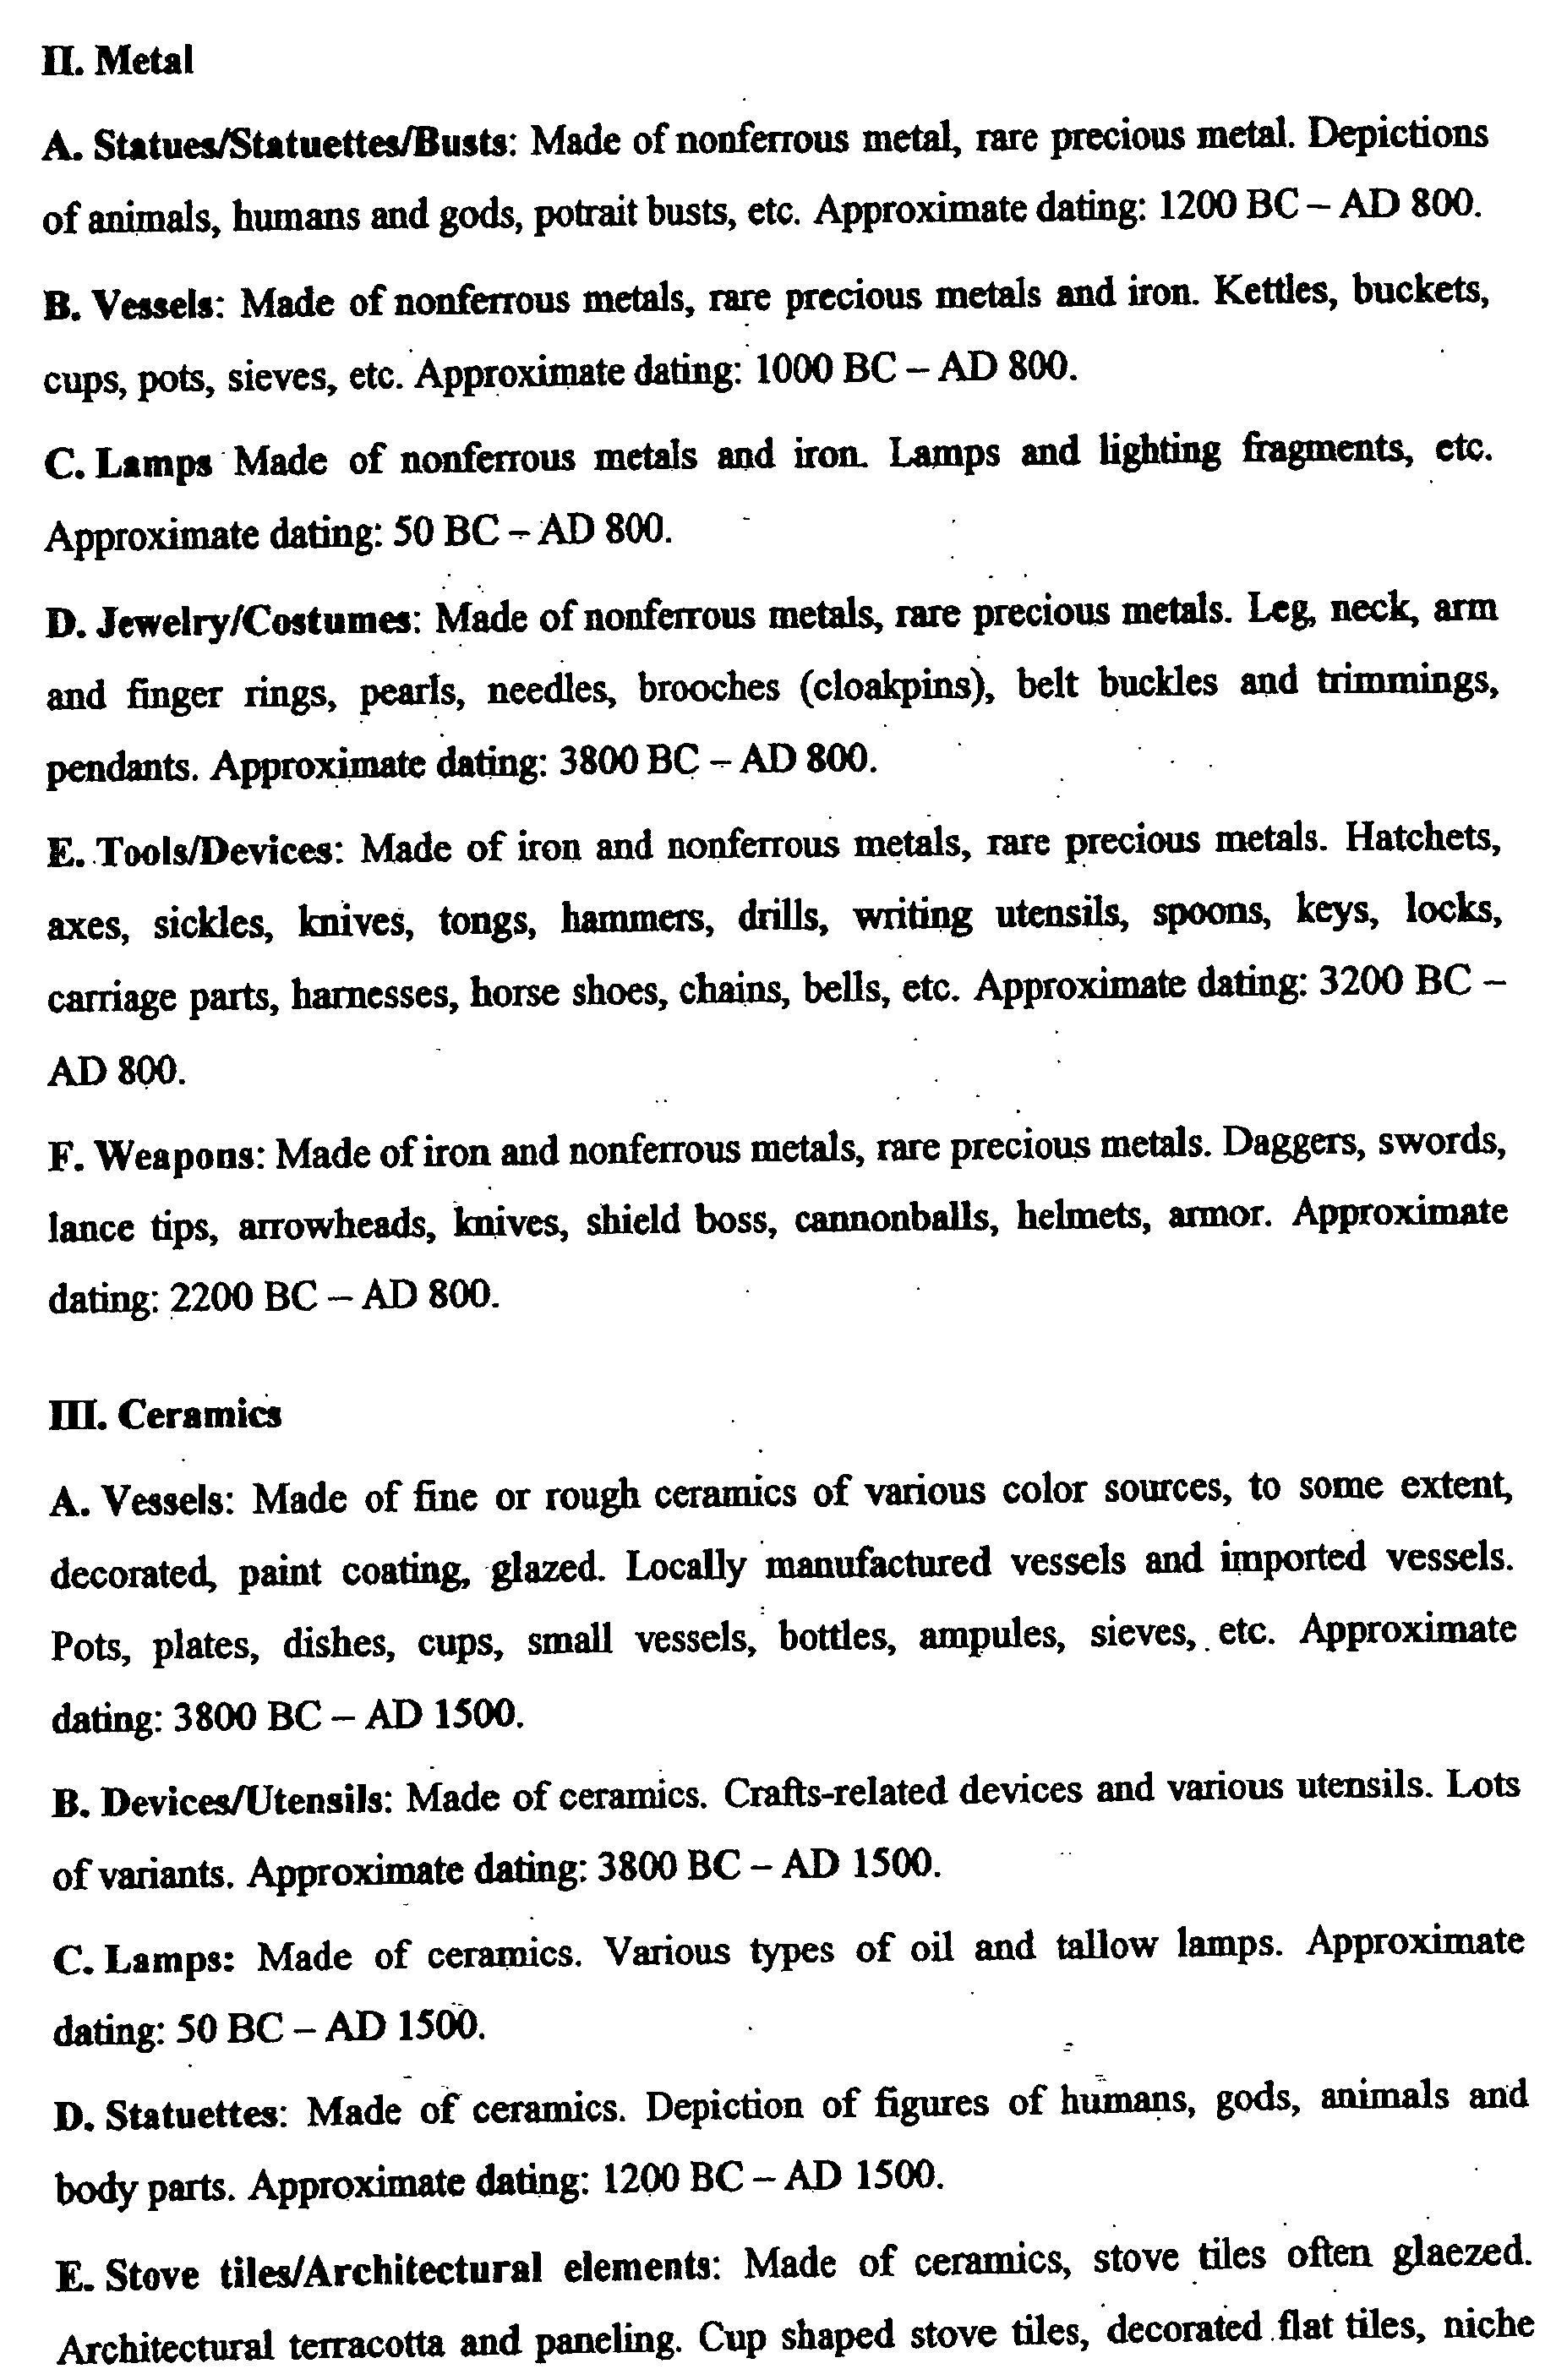 II. Metal
A. Statues/Statuettes/Busts: Made of nonferrous metal, rare precious metal. Depictions
of animals, humans and gods, potrait busts, etc. Approximate dating: 1200 BC – AD 800.
B. Vessels: Made of nonferrous metals, rare precious metals and iron. Kettles, buckets,
cups, pots, sieves, etc. Approximate dating: 1000 BC – AD 800.
C. Lamps Made of nonferrous metals and iron. Lamps and lighting fragments, etc.
Approximate dating: 50 BC – AD 800.
D. Jewelry/Costumes: Made of nonferrous metals, rare precious metals. Leg, neck, arm
and finger rings, pearls, needles, brooches (cloakpins), belt buckles and trimmings,
pendants. Approximate dating: 3800 BC – AD 800.
E. Tools/Devices: Made of iron and nonferrous metals, rare precious metals. Hatchets,
axes, sickles, knives, tongs, hammers, drills, writing utensils, spoons, keys, locks,
carriage parts, harnesses, horse shoes, chains, bells, etc. Approximate dating: 3200 BC –
AD 800.
F. Weapons: Made of iron and nonferrous metals, rare precious metals. Daggers, swords,
lance tips, arrowheads, knives, shield boss, cannonballs, helmets, armor. Approximate
dating: 2200 BC – AD 800.
III. Ceramics
A. Vessels: Made of fine or rough ceramics of various color sources, to some extent,
decorated, paint coating, glazed. Locally manufactured vessels and imported vessels.
Pots, plates, dishes, cups, small vessels, bottles, ampules, sieves, etc. Approximate
dating: 3800 BC – AD 1500.
B. Devices/Utensils: Made of ceramics. Crafts-related devices and various utensils. Lots
of variants. Approximate dating: 3800 BC – AD 1500.
C. Lamps: Made of ceramics. Various types of oil and tallow lamps. Approximate
dating: 50 BC – AD 1500.
D. Statuettes: Made of ceramics. Depiction of figures of humans, gods, animals and
body parts. Approximate dating: 1200 BC – AD 1500.
E. Stove tiles/Architectural elements: Made of ceramics, stove tiles often glaezed.
Architectural terracotta and paneling. Cup shaped stove tiles, decorated flat tiles, niche